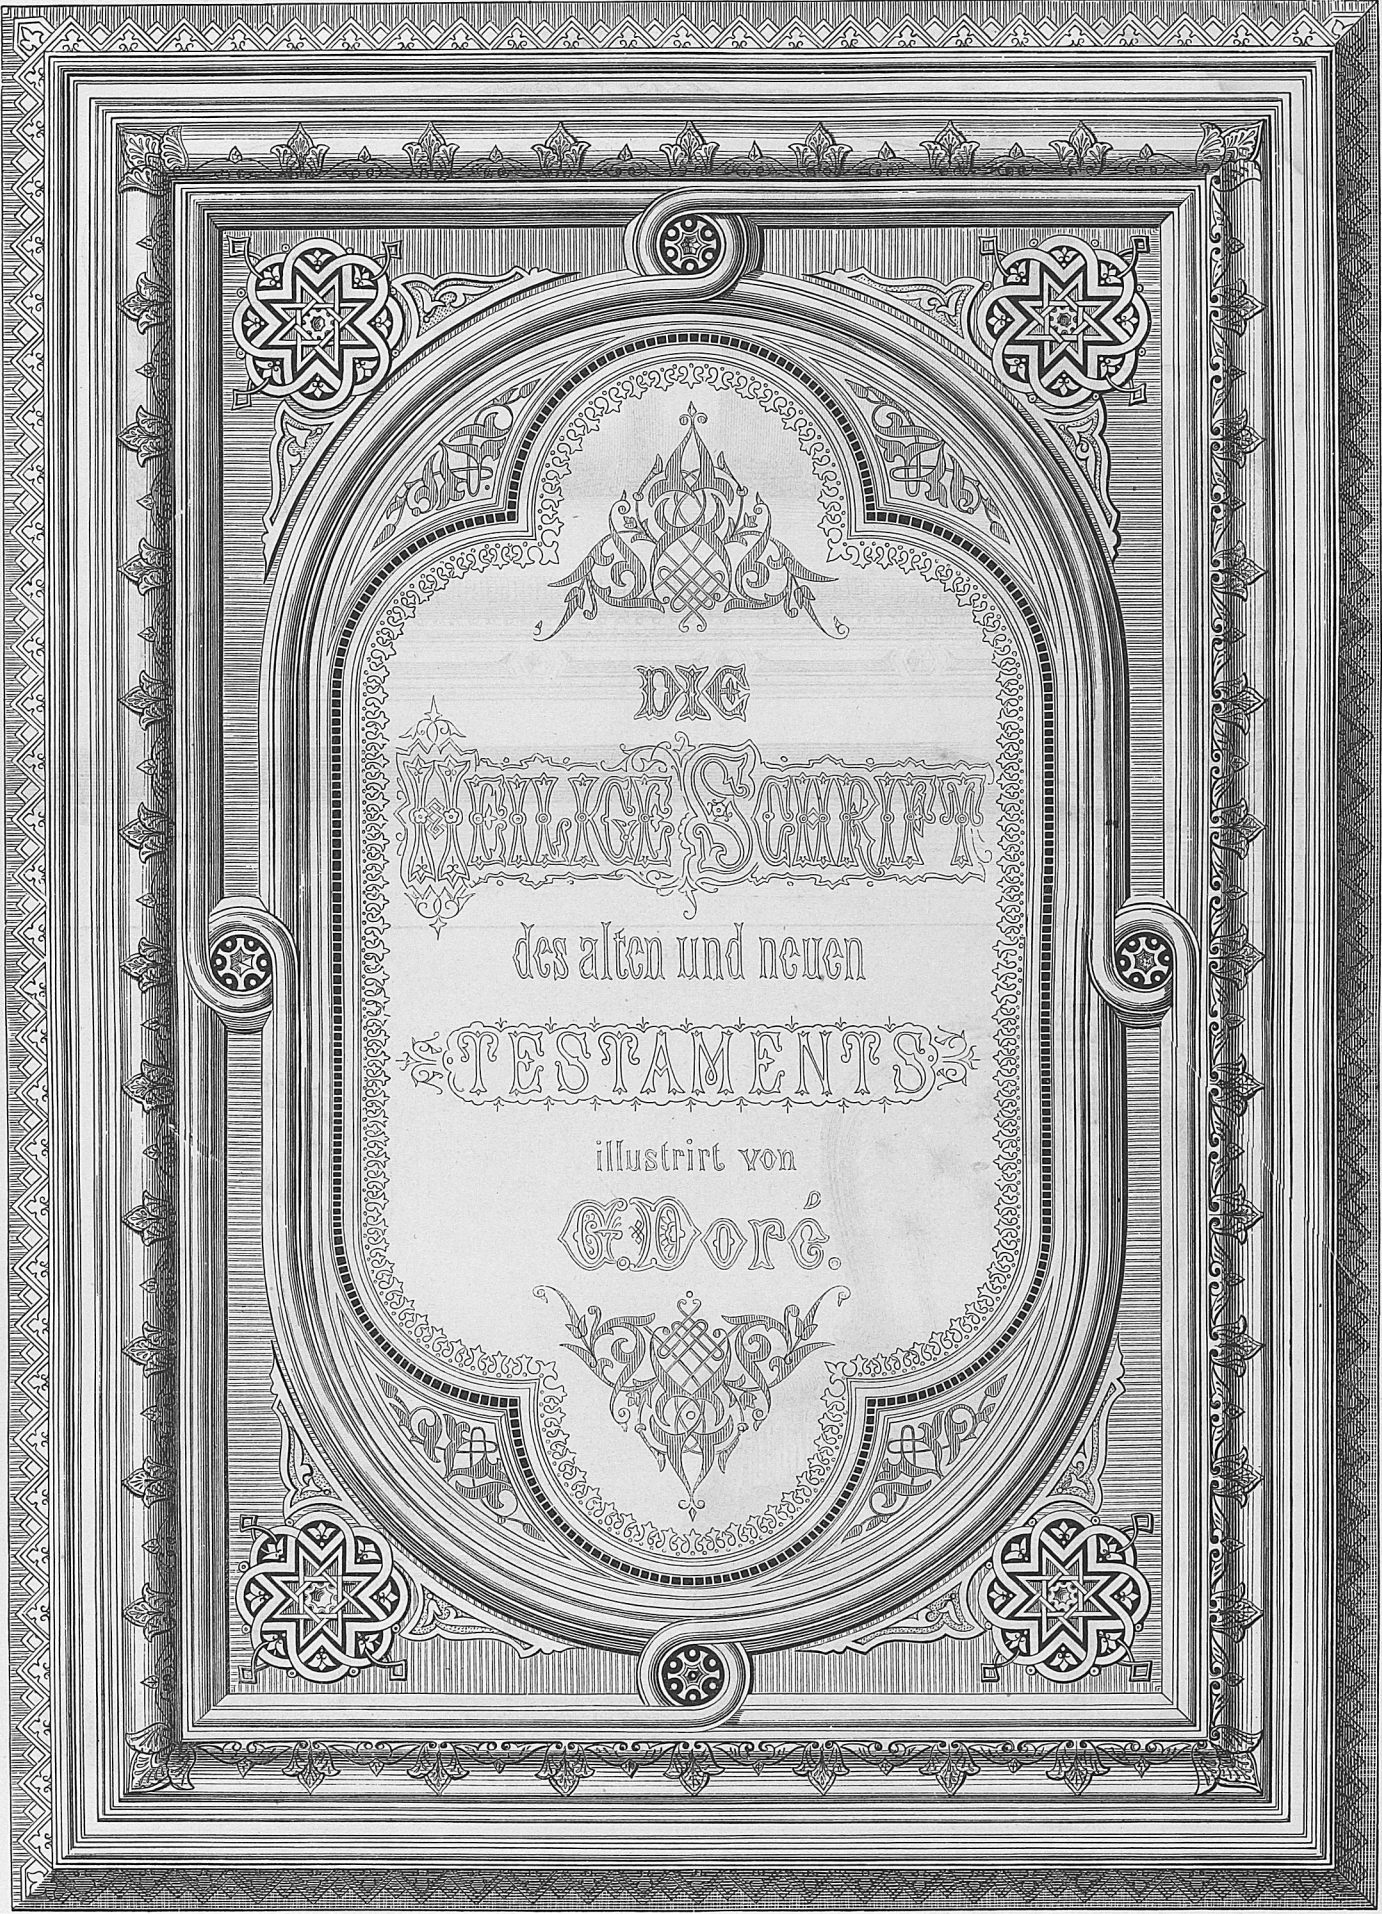 DIE
HEILIGE SCHRIFT
des alten und neuen
TESTAMENTS
illustrirt von
G. Doré.